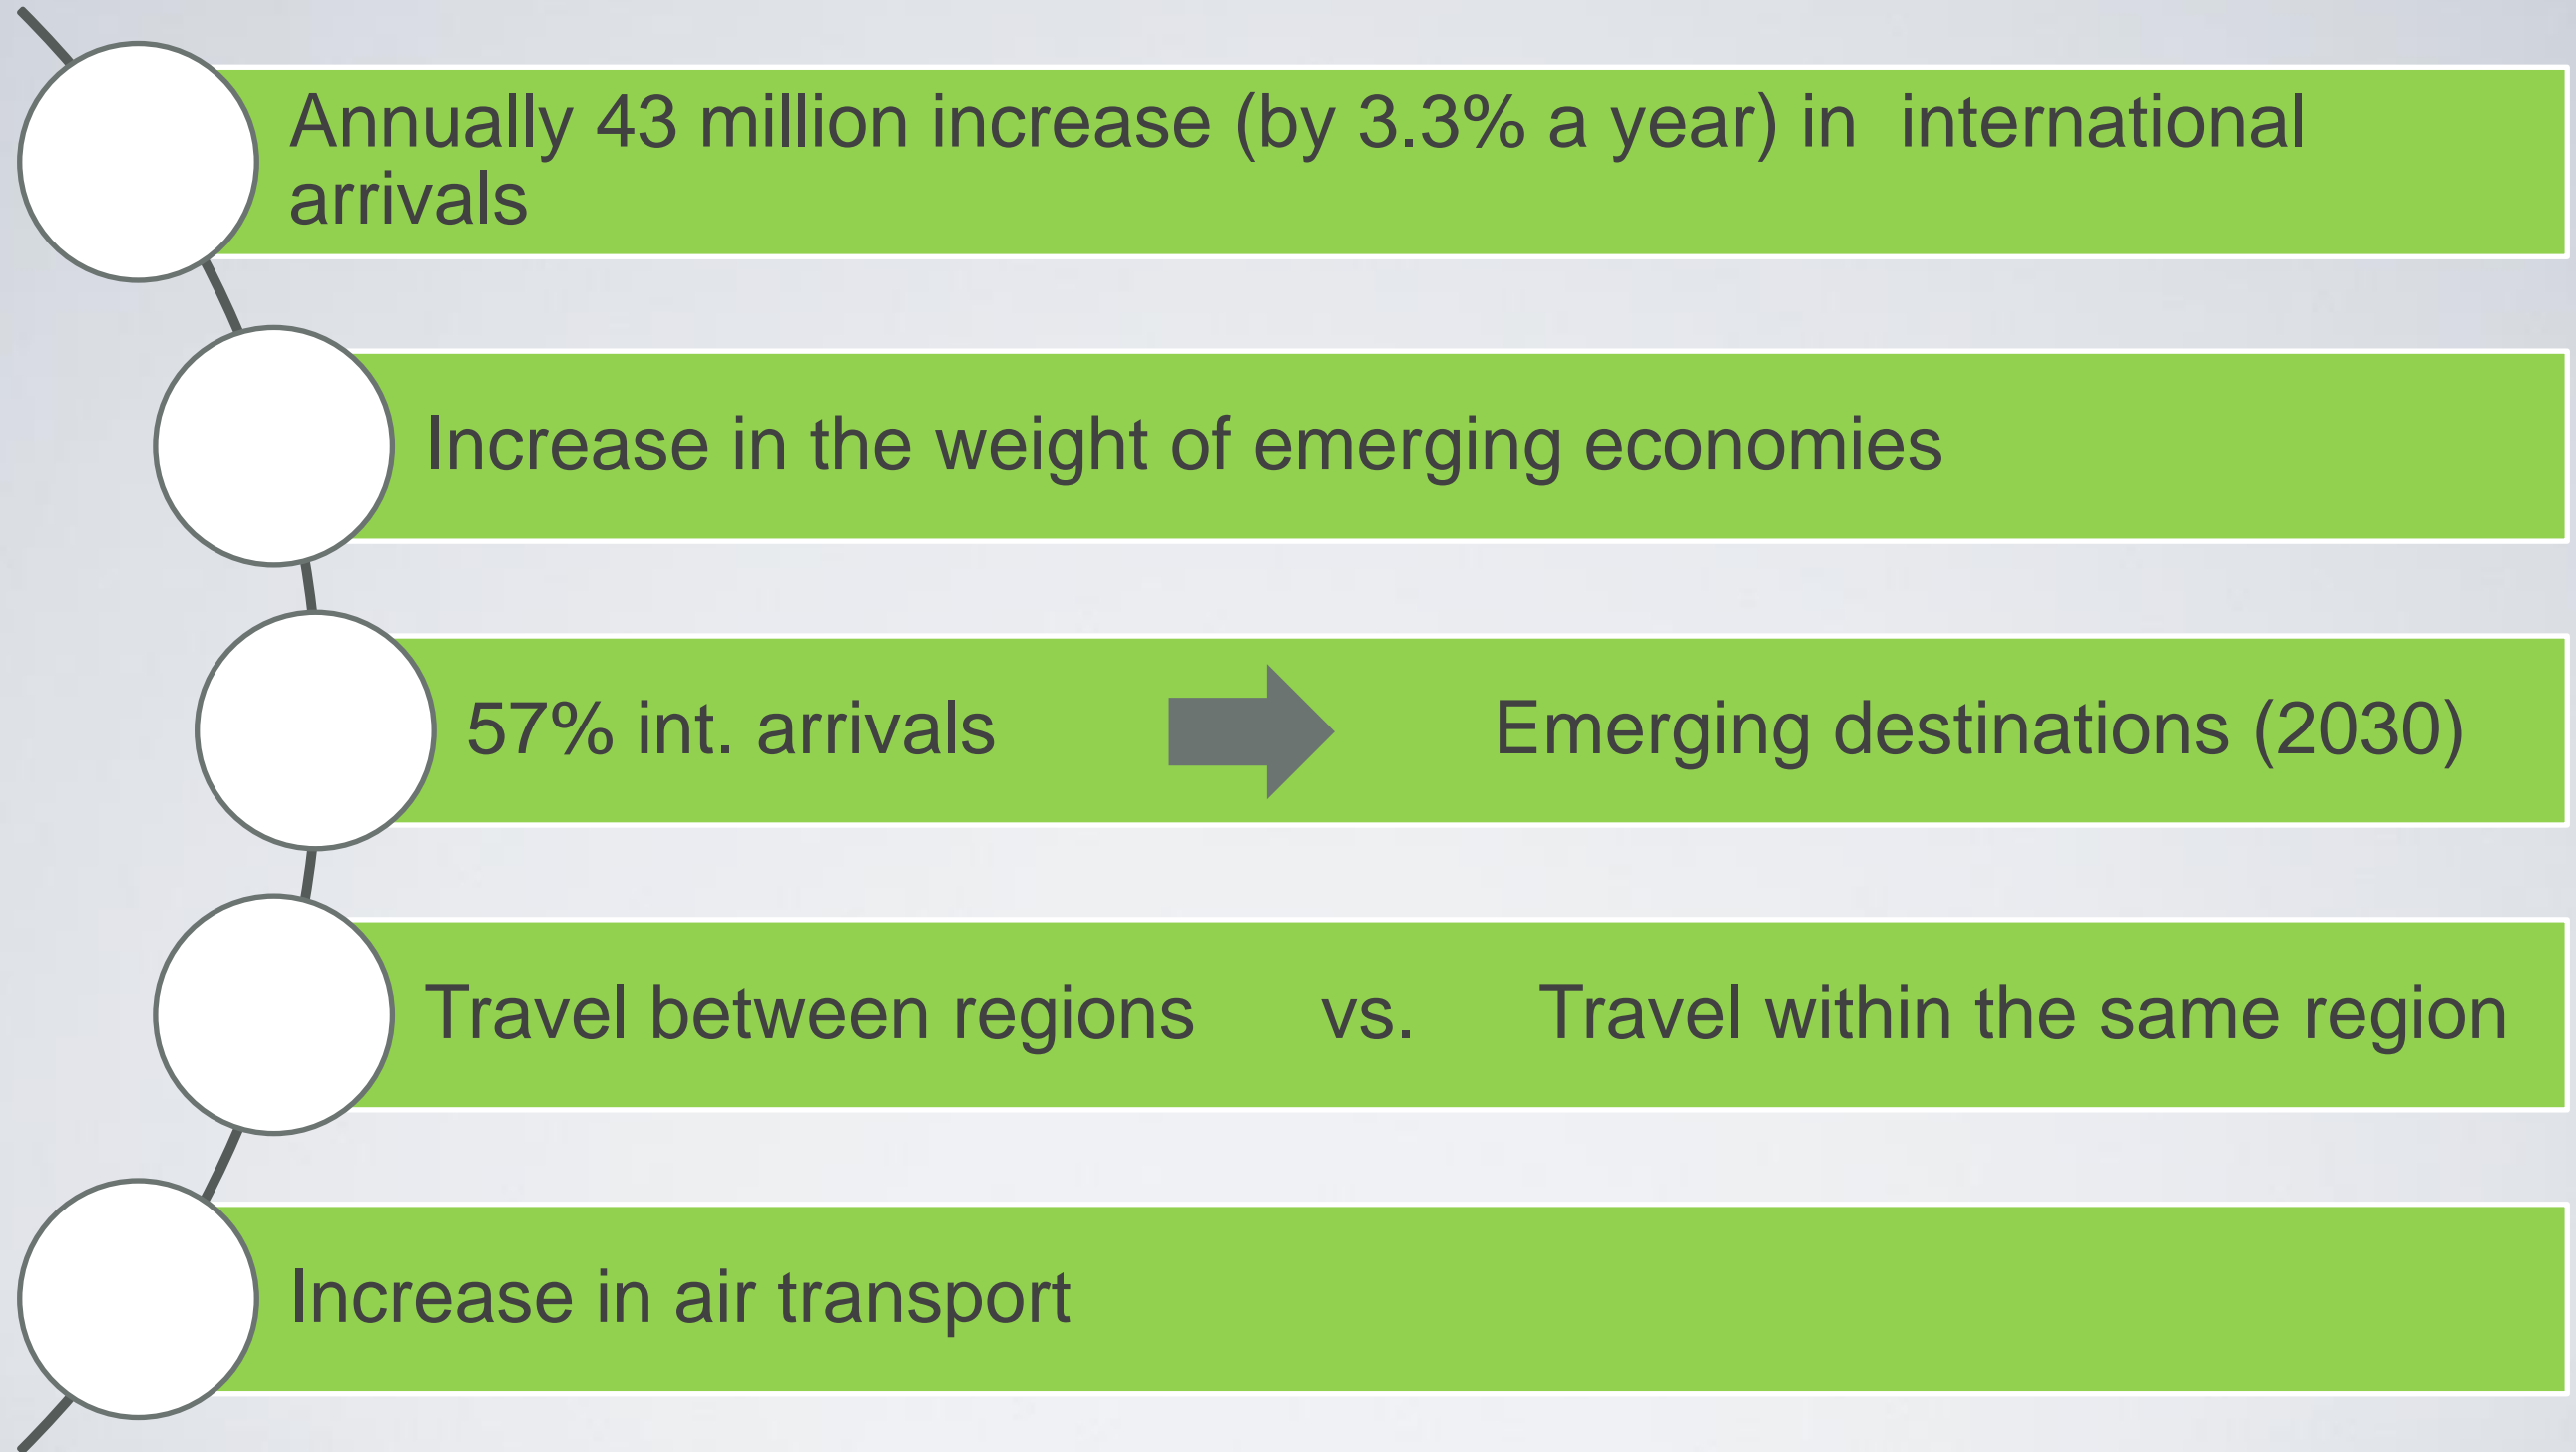 Annually 43 million increase (by 3.3% a year) in  international
arrivals
Increase in the weight of emerging economies
57% int. arrivals Emerging destinations (2030)
Travel between regions vs. Travel within the same region
Increase in air transport